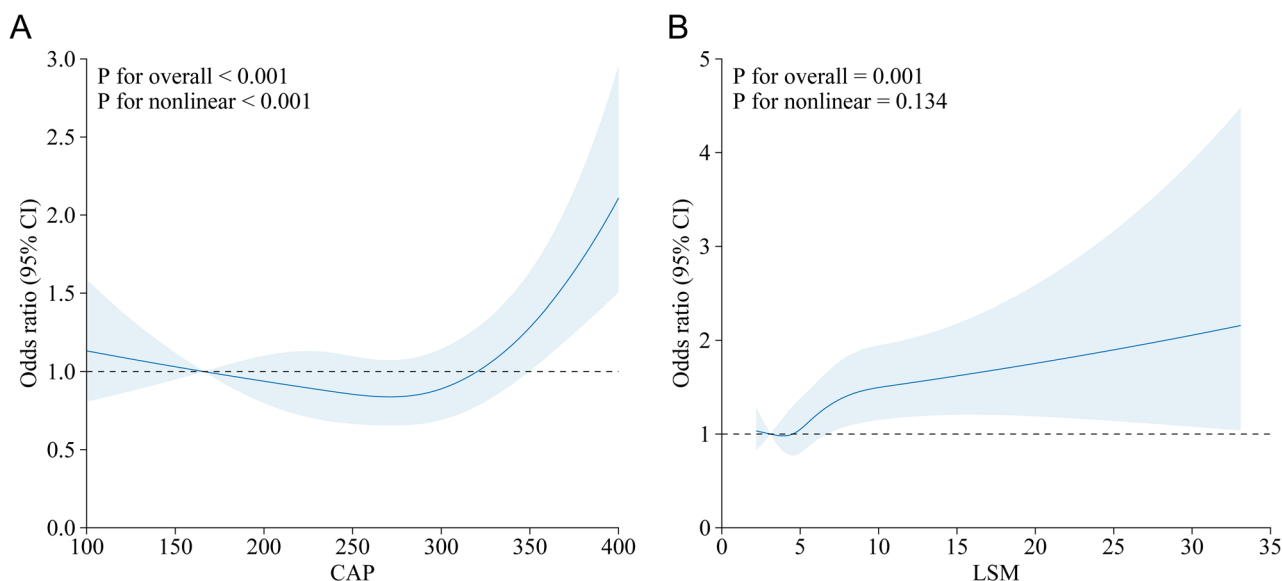 A
P for overall < 0.001
P for nonlinear < 0.001
Odds ratio (95% CI)
3.0
2.5
2.0
1.5
1.0
0.5
0.0
100 150 200 250 300 350 400
CAP
B
P for overall = 0.001
P for nonlinear = 0.134
Odds ratio (95% CI)
5
4
3
2
1
0
0 5 10 15 20 25 30 35
LSM